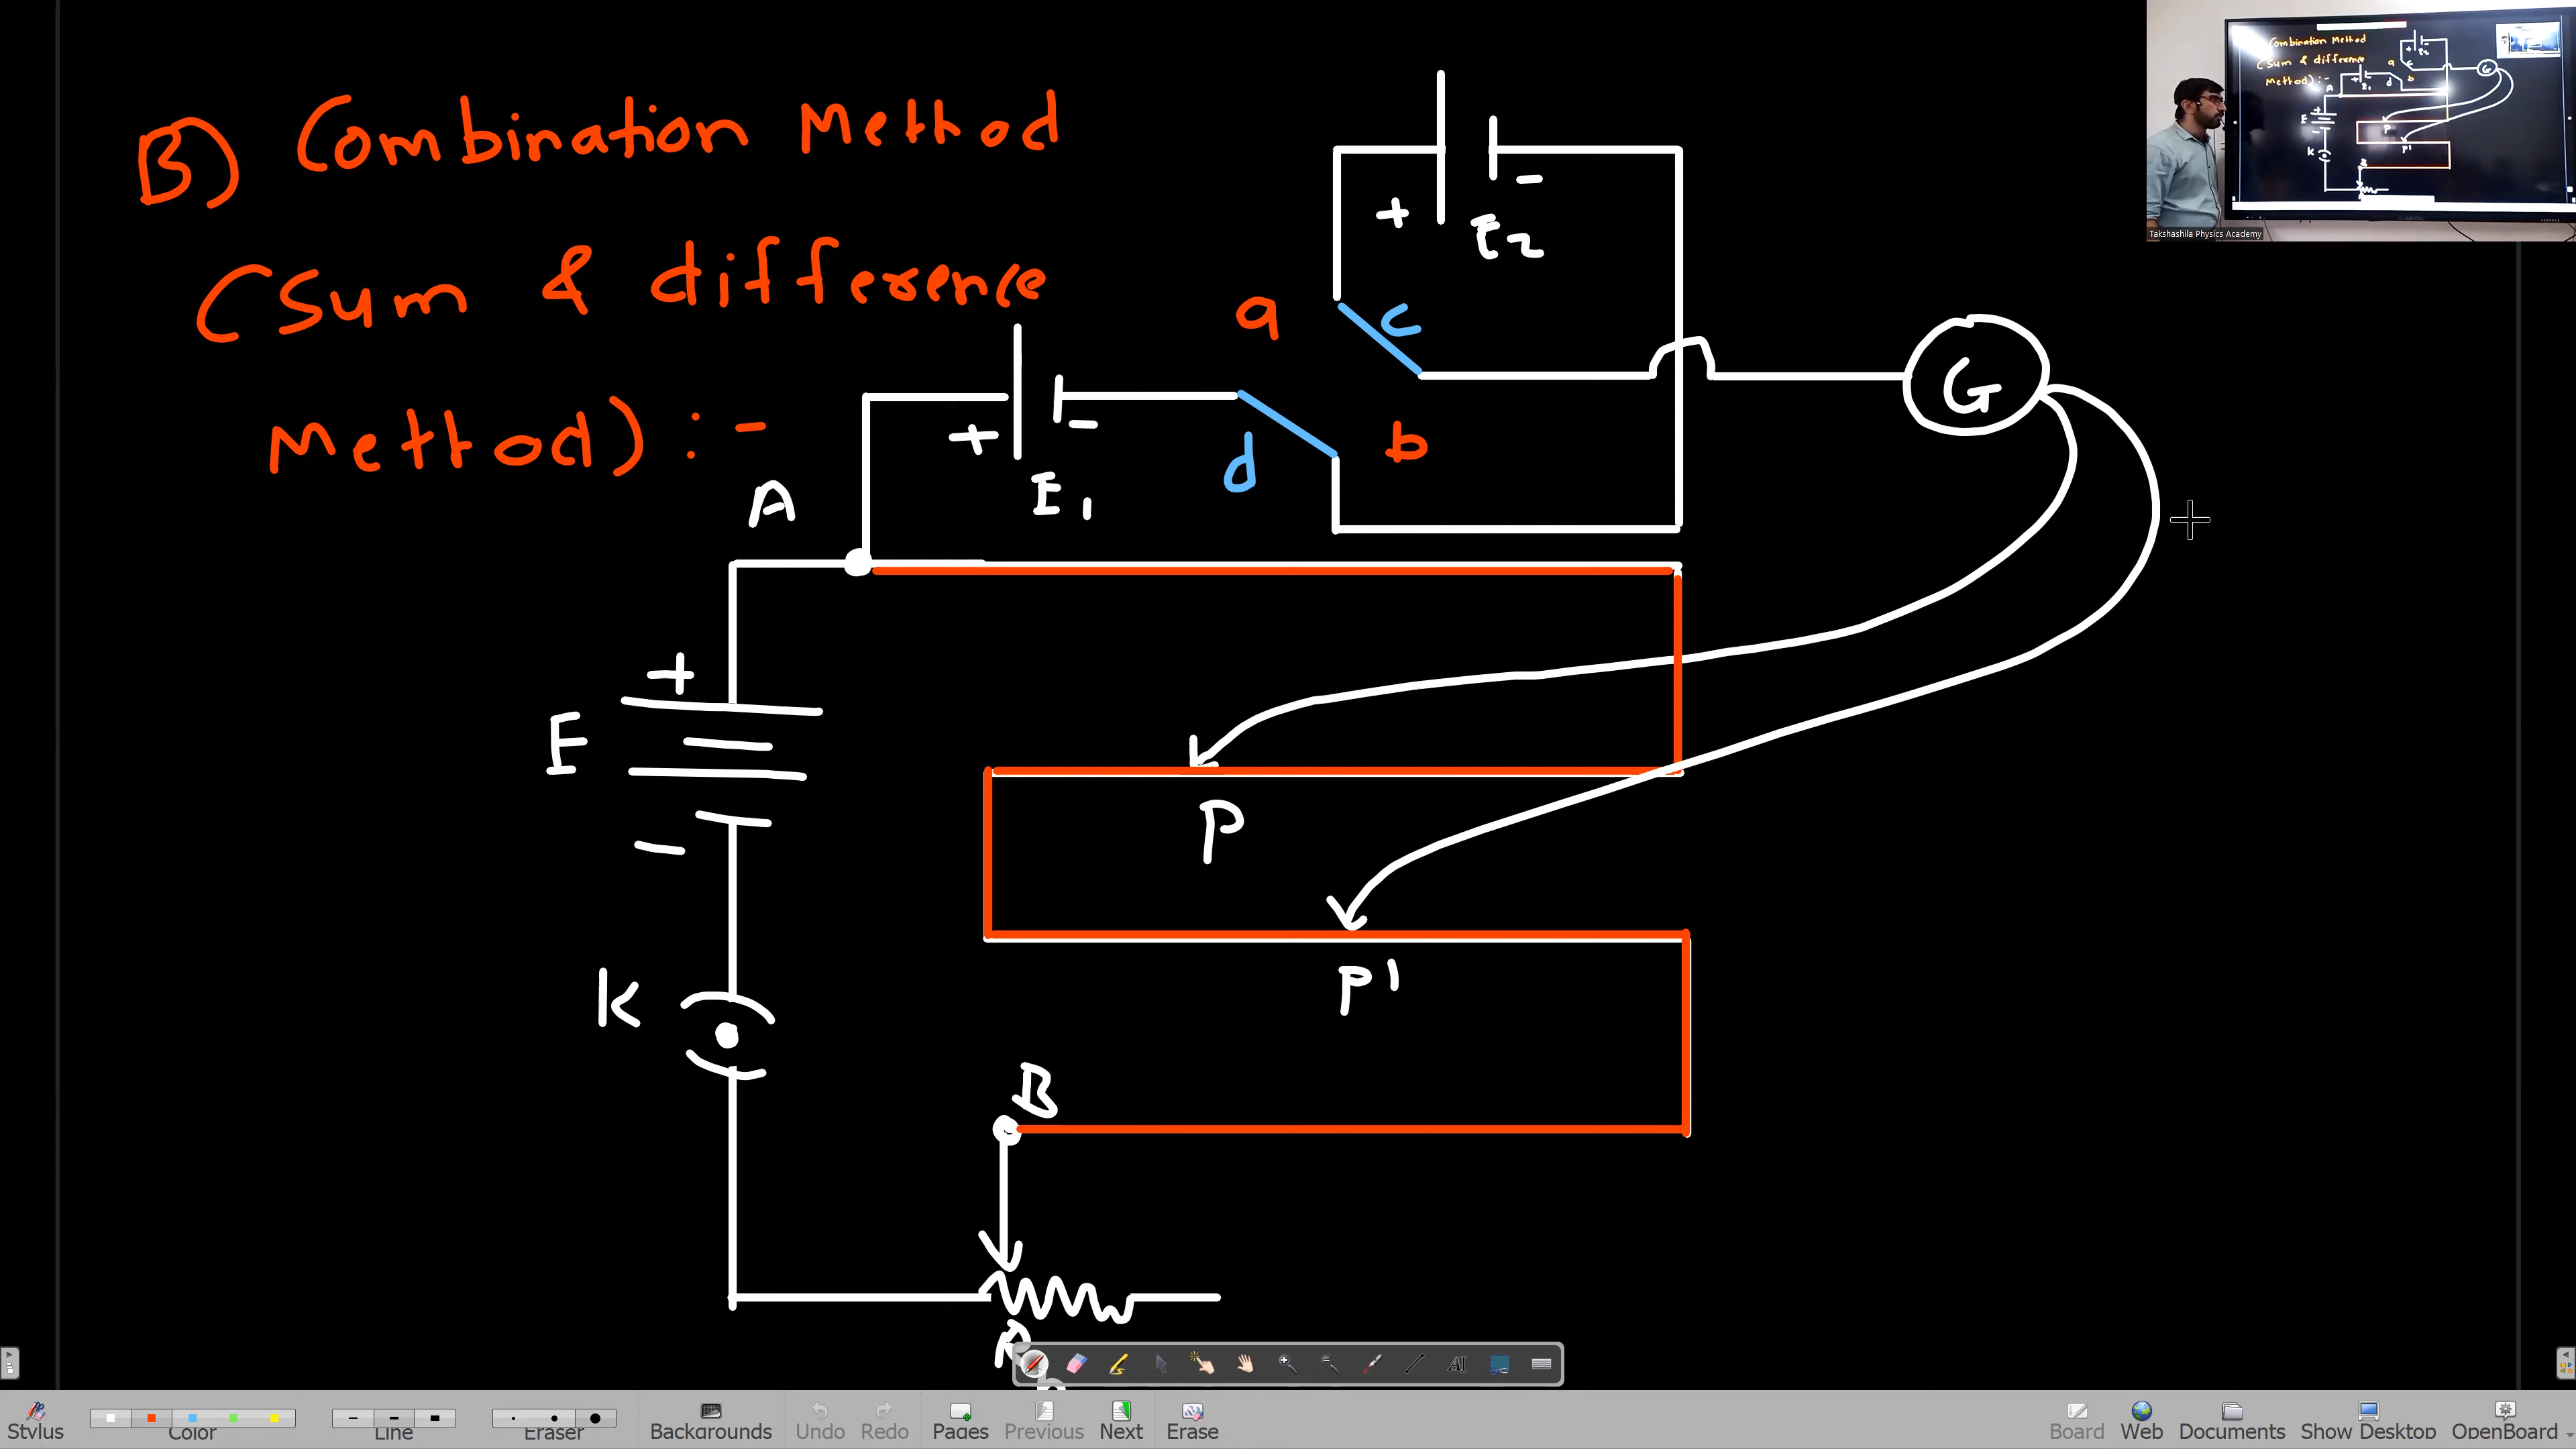 B) Combination Method
(Sum & difference
Method) :-
+
-
E2
a
c
G
+
-
d
b
E1
A
+
E
-
P
K
P'
B
Takshashila Physics Academy
Stylus
Color
Line
Eraser
Backgrounds
Undo
Redo
Pages
Previous
Next
Erase
Board
Web
Documents
Show Desktop
OpenBoard